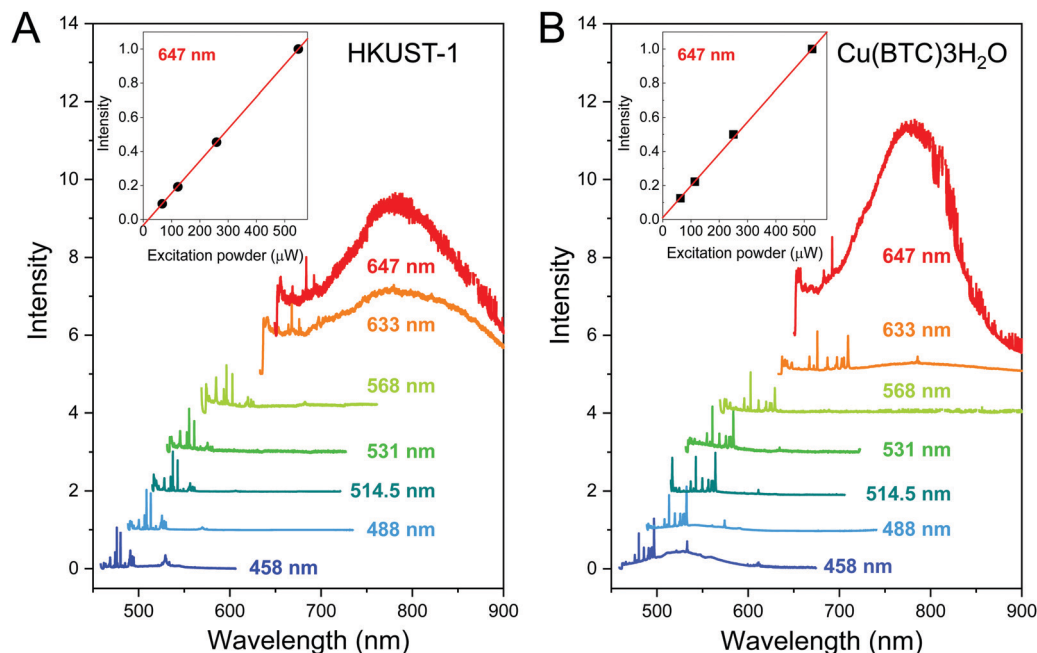 A
HKUST-1
14
12
10
8
6
4
2
0
Intensity
500
600
700
800
900
Wavelength (nm)
647 nm
1.0
0.8
0.6
0.4
0.2
0.0
Intensity
0 100 200 300 400 500
Excitation powder (μW)
647 nm
633 nm
568 nm
531 nm
514.5 nm
488 nm
458 nm
B
Cu(BTC)3H₂O
14
12
10
8
6
4
2
0
Intensity
500
600
700
800
900
Wavelength (nm)
647 nm
1.0
0.8
0.6
0.4
0.2
0.0
Intensity
0 100 200 300 400 500
Excitation powder (μW)
647 nm
633 nm
568 nm
531 nm
514.5 nm
488 nm
458 nm